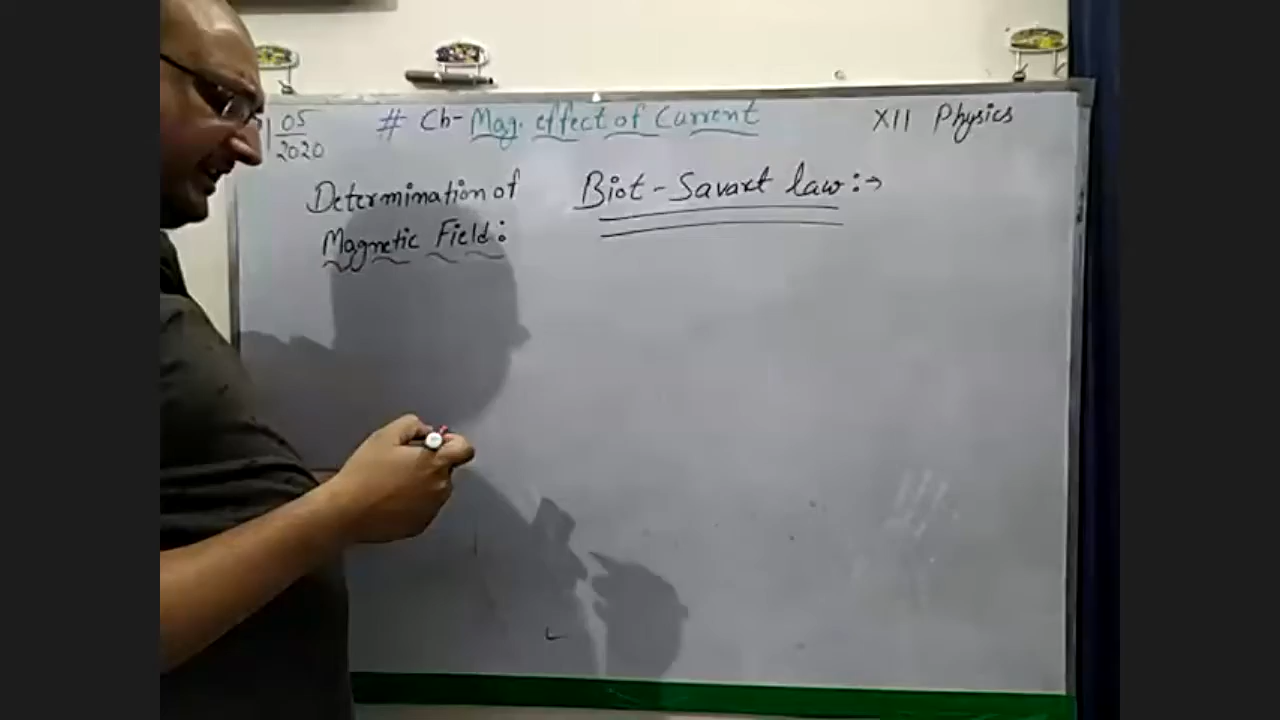 05
2020
# Ch- Mag. effect of Current
XII Physics
Determination of
Magnetic Field:
Biot-Savart law:→